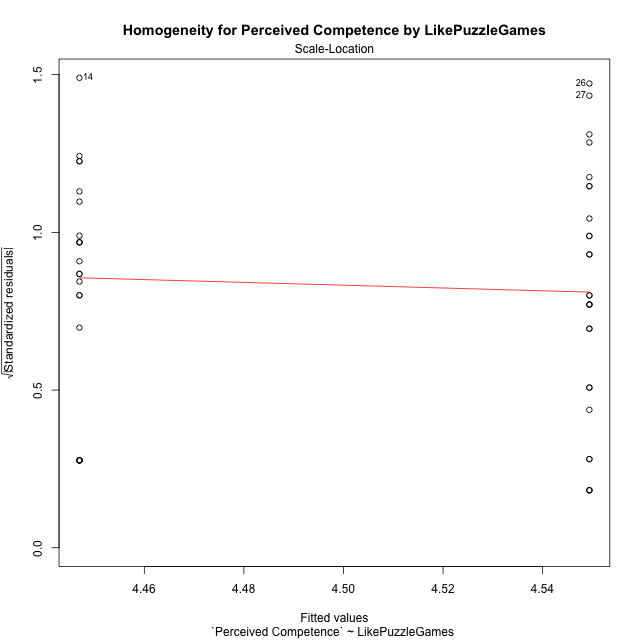 Homogeneity for Perceived Competence by LikePuzzleGames
Scale-Location
1.5
14
26
27
1.0
√|Standardized residuals|
0.5
0.0
4.46 4.48 4.50 4.52 4.54
Fitted values
`Perceived Competence` ~ LikePuzzleGames